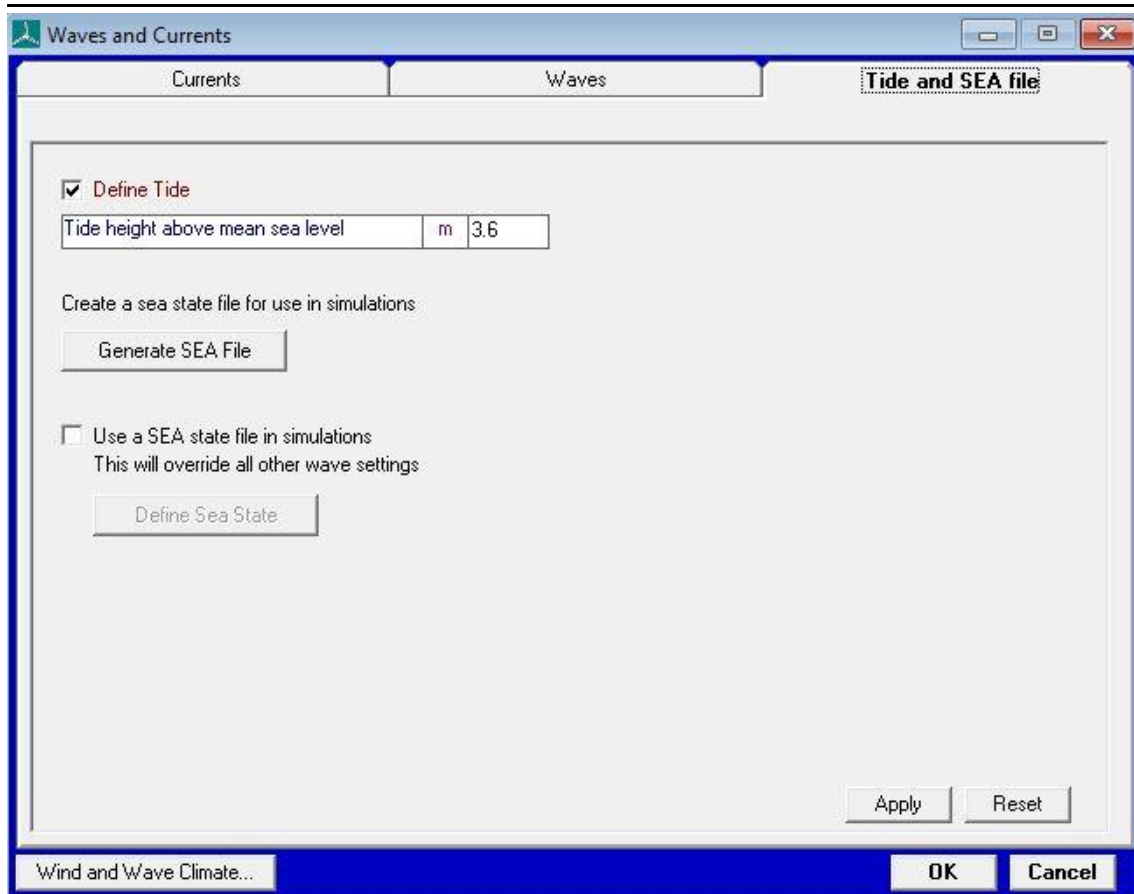 Waves and Currents
Currents
Waves
Tide and SEA file
Define Tide
Tide height above mean sea level m 3.6
Create a sea state file for use in simulations
Generate SEA File
Use a SEA state file in simulations
This will override all other wave settings
Define Sea State
Apply
Reset
Wind and Wave Climate...
OK
Cancel